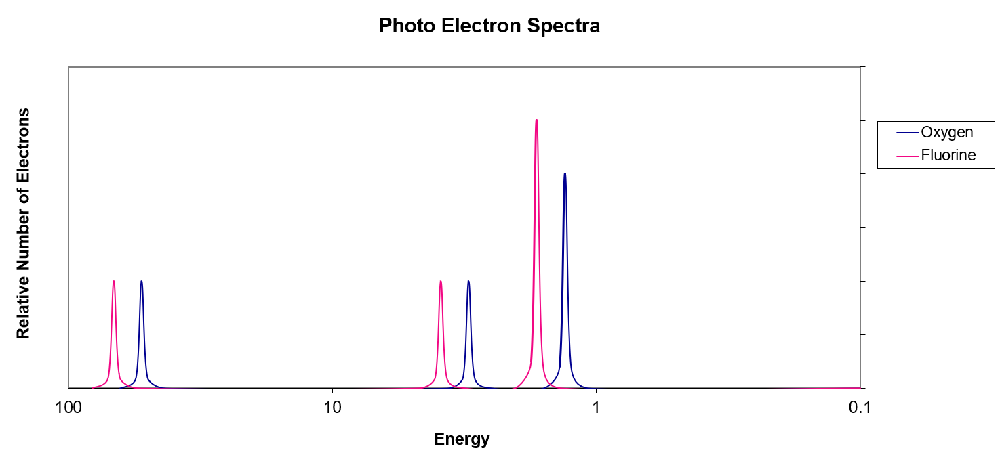 Photo Electron Spectra
Relative Number of Electrons
Oxygen
Fluorine
100
10
1
0.1
Energy